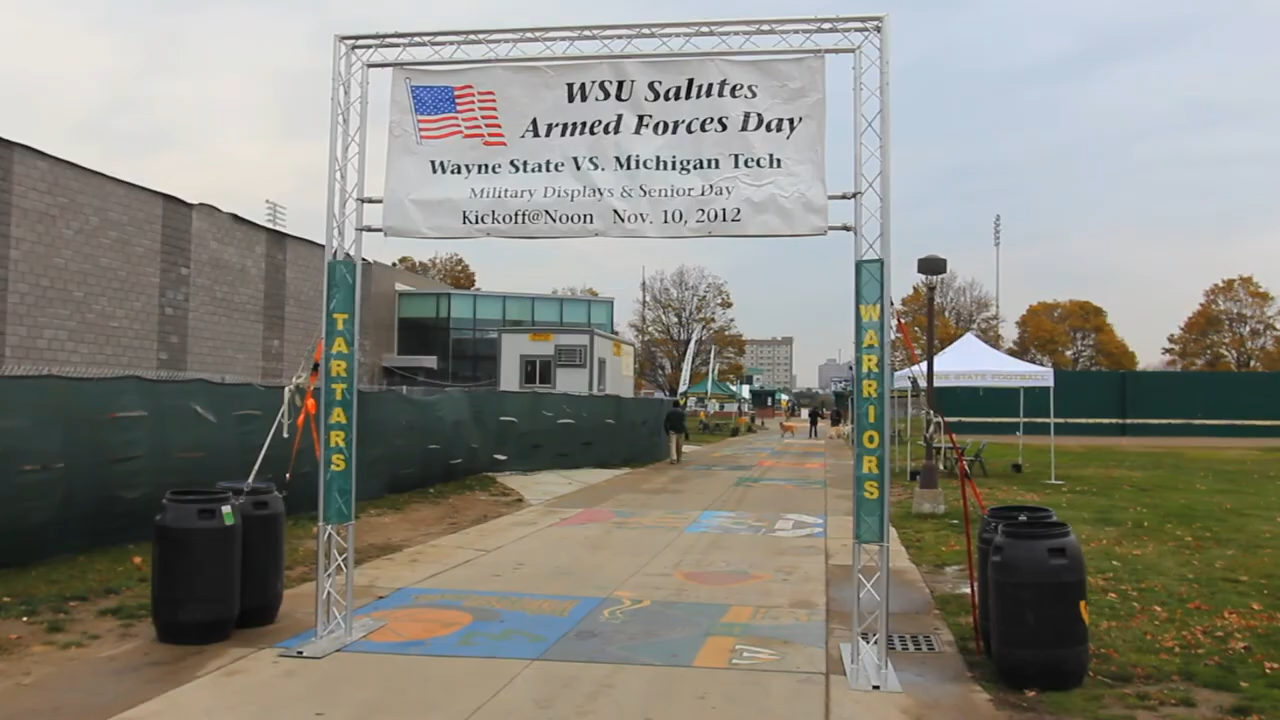 WSU Salutes
Armed Forces Day
Wayne State VS. Michigan Tech
Military Displays & Senior Day
Kickoff@Noon Nov. 10, 2012
TARTARS
WARRIORS
STATE FOOTBALL
W